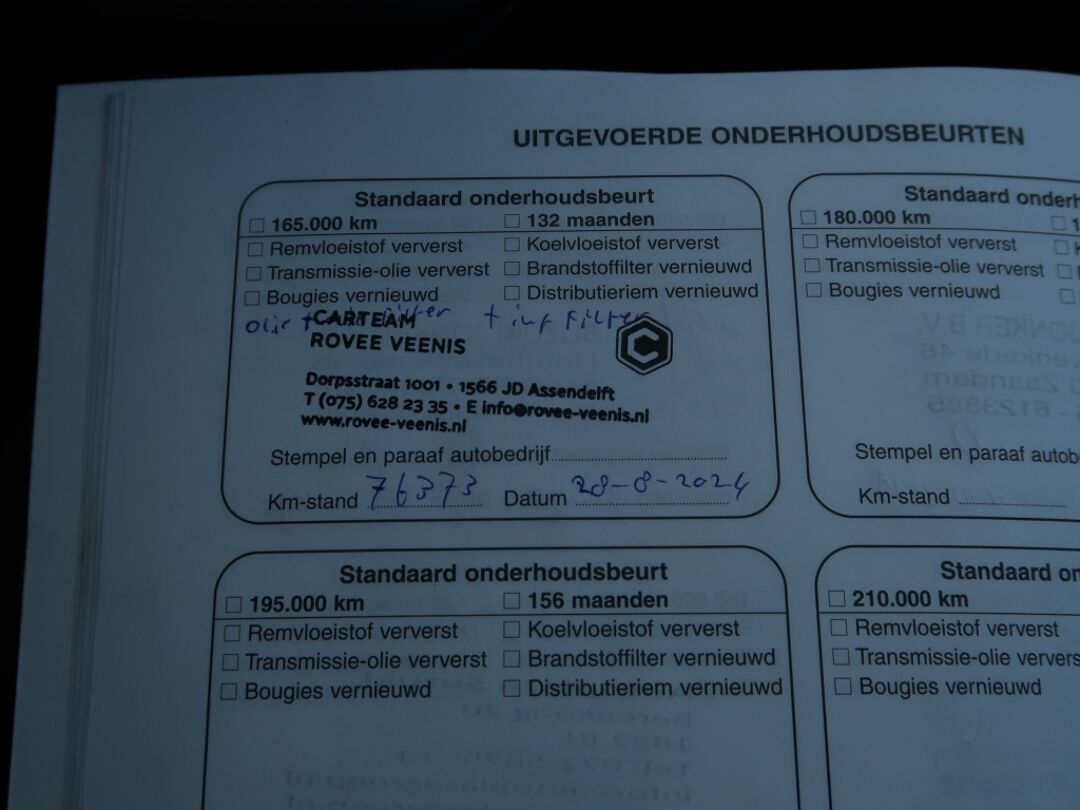 UITGEVOERDE ONDERHOUDSBEURTEN
Standaard onderhoudsbeurt
165.000 km 132 maanden
Remvloeistof ververst Koelvloeistof ververst
Transmissie-olie ververst Brandstoffilter vernieuwd
Bougies vernieuwd Distributieriem vernieuwd
olie + filter + int filter
CARTEAM
ROVEE VEENIS
Dorpsstraat 1001 • 1566 JD Assendelft
T (075) 628 23 35 • E info@rovee-veenis.nl
www.rovee-veenis.nl
Stempel en paraaf autobedrijf
Km-stand 76373 Datum 28-8-2024
Standaard onderh
180.000 km 1
Remvloeistof ververst
Transmissie-olie ververst
Bougies vernieuwd
Stempel en paraaf autob
Km-stand
Standaard onderhoudsbeurt
195.000 km 156 maanden
Remvloeistof ververst Koelvloeistof ververst
Transmissie-olie ververst Brandstoffilter vernieuwd
Bougies vernieuwd Distributieriem vernieuwd
Standaard on
210.000 km
Remvloeistof ververst
Transmissie-olie ververs
Bougies vernieuwd